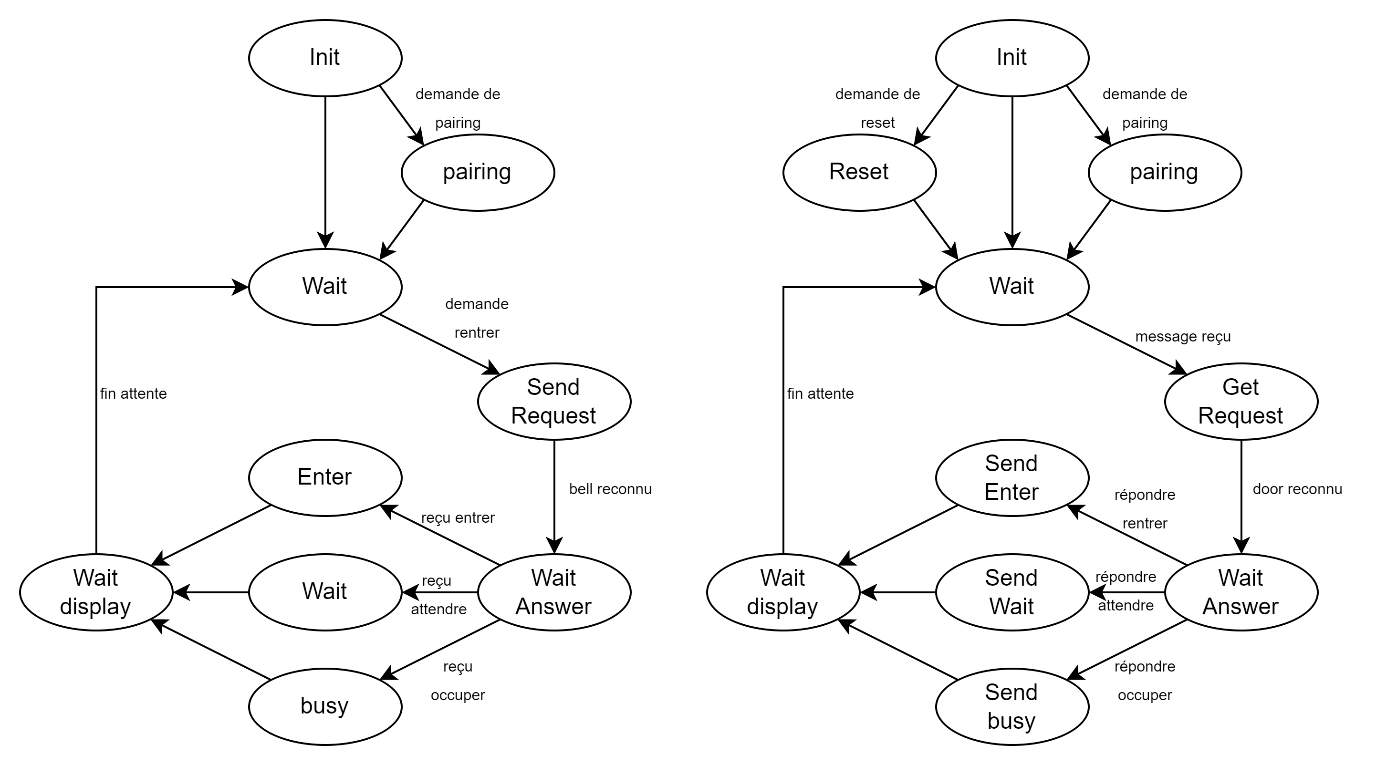 Init
demande de
pairing
pairing
Wait
demande
rentrer
Send
Request
fin attente
Enter
bell reconnu
reçu entrer
Wait
display
Wait
reçu
attendre
Wait
Answer
reçu
occuper
busy
Init
demande de
reset
demande de
pairing
Reset
pairing
Wait
message reçu
Get
Request
fin attente
Send
Enter
door reconnu
répondre
rentrer
Wait
display
Send
Wait
répondre
attendre
Wait
Answer
répondre
occuper
Send
busy